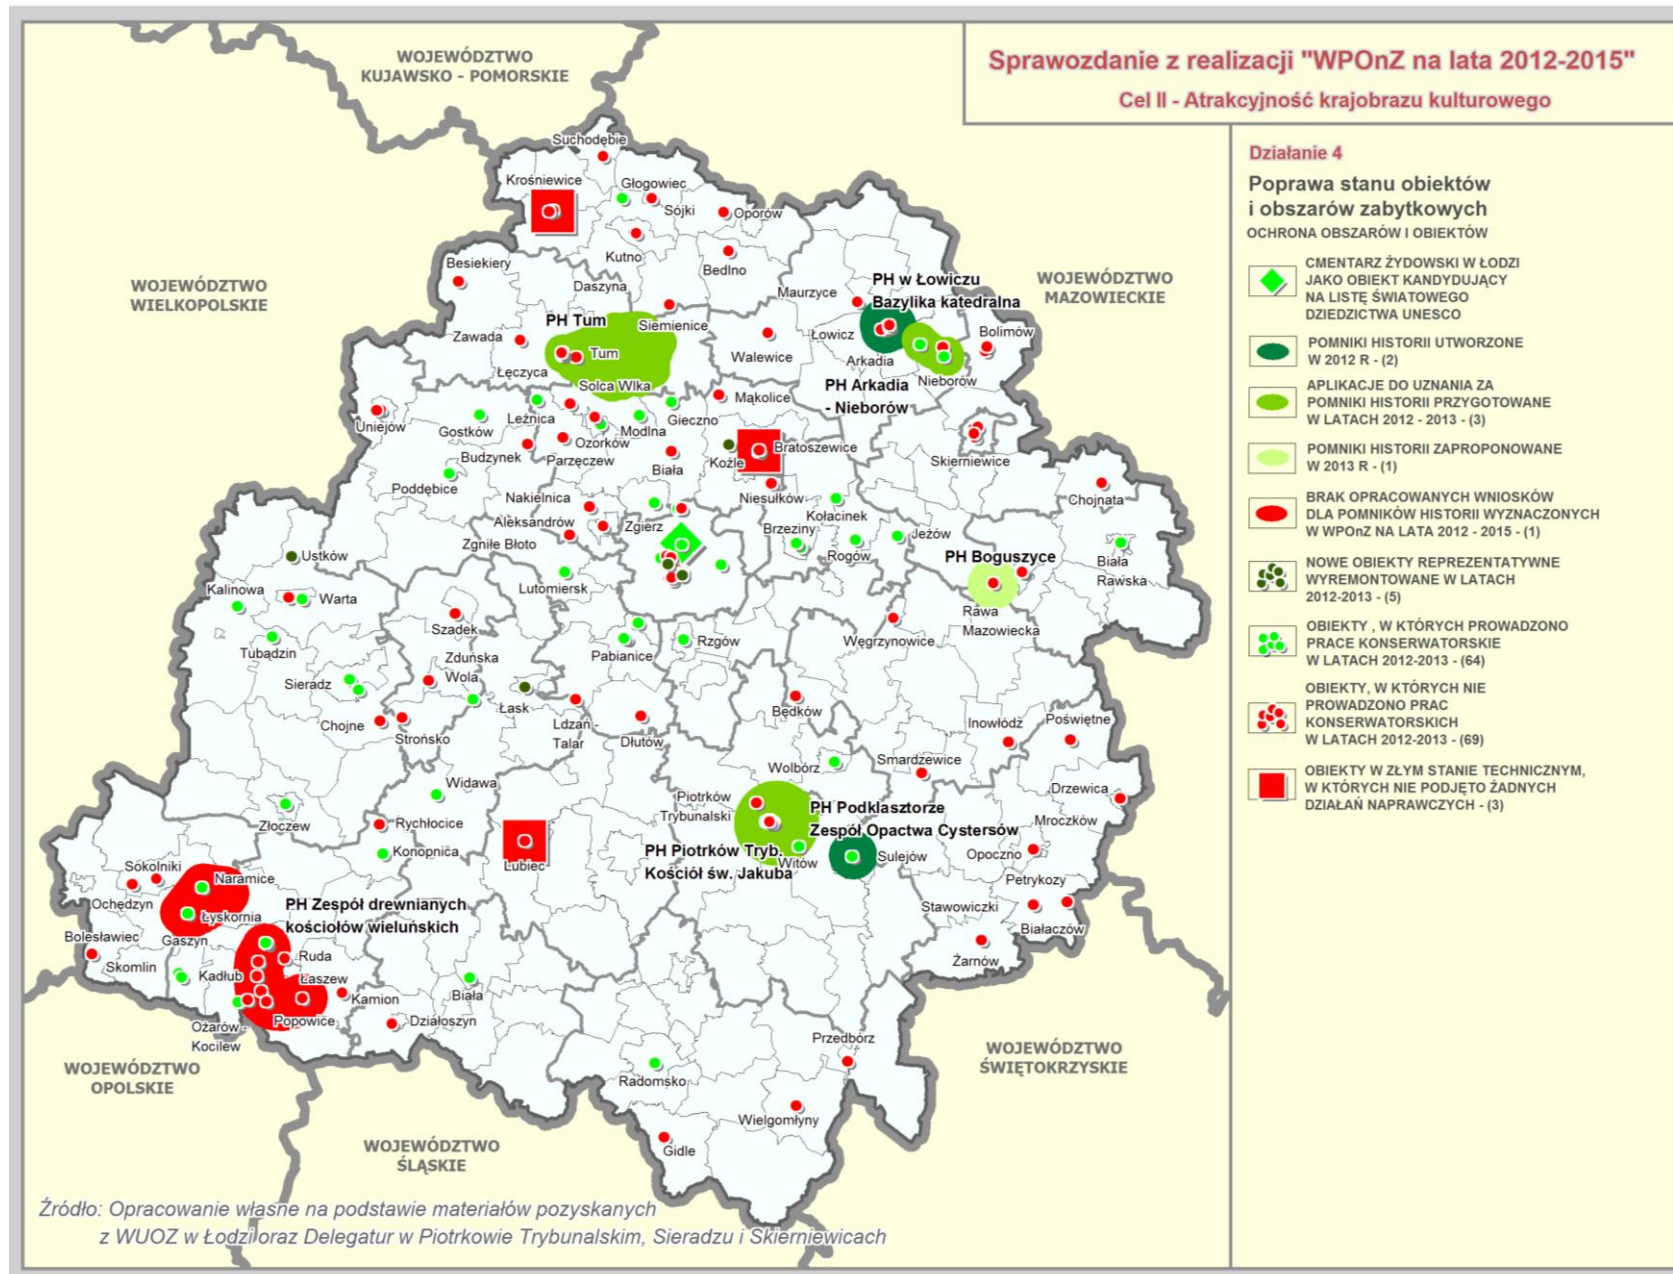 WOJEWÓDZTWO
KUJAWSKO - POMORSKIE
Sprawozdanie z realizacji "WPOnZ na lata 2012-2015"
Cel II - Atrakcyjność krajobrazu kulturowego
Działanie 4
Poprawa stanu obiektów
i obszarów zabytkowych
OCHRONA OBSZARÓW I OBIEKTÓW
CMENTARZ ŻYDOWSKI W ŁODZI
JAKO OBIEKT KANDYDUJĄCY
NA LISTĘ ŚWIATOWEGO
DZIEDZICTWA UNESCO
POMNIKI HISTORII UTWORZONE
W 2012 R - (2)
APLIKACJE DO UZNANIA ZA
POMNIKI HISTORII PRZYGOTOWANE
W LATACH 2012 - 2013 - (3)
POMNIKI HISTORII ZAPROPONOWANE
W 2013 R - (1)
BRAK OPRACOWANYCH WNIOSKÓW
DLA POMNIKÓW HISTORII WYZNACZONYCH
W WPOnZ NA LATA 2012 - 2015 - (1)
NOWE OBIEKTY REPREZENTATYWNE
WYREMONTOWANE W LATACH
2012-2013 - (5)
OBIEKTY , W KTÓRYCH PROWADZONO
PRACE KONSERWATORSKIE
W LATACH 2012-2013 - (64)
OBIEKTY, W KTÓRYCH NIE
PROWADZONO PRAC
KONSERWATORSKICH
W LATACH 2012-2013 - (69)
OBIEKTY W ZŁYM STANIE TECHNICZNYM,
W KTÓRYCH NIE PODJĘTO ŻADNYCH
DZIAŁAŃ NAPRAWCZYCH - (3)
Suchodębie
Krośniewice
Głogowiec
Sójki
Oporów
Kutno
Bedlno
WOJEWÓDZTWO
WIELKOPOLSKIE
WOJEWÓDZTWO
MAZOWIECKIE
Besiekiery
Daszyna
Maurzyce
PH w Łowiczu
Bazylika katedralna
PH Tum
Siemienice
Zawada
Tum
Łęczyca
Solca Wlka
Walewice
Łowicz
Bolimów
Arkadia
Nieborów
PH Arkadia
- Nieborów
Uniejów
Gostków
Leźnica
Modlna
Gieczno
Mąkolice
Budzynek
Parzęczew
Ozorków
Biała
Koźle
Bratoszewice
Skierniewice
Poddębice
Nakielnica
Niesułków
Chojnata
Aleksandrów
Zgierz
Kołacinek
Zgniłe Błoto
Brzeziny
Rogów
Jeżów
PH Boguszyce
Biała
Rawska
Ustków
Kalinowa
Warta
Lutomiersk
Szadek
Rawa
Mazowiecka
Węgrzynowice
Tubądzin
Zduńska
Wola
Pabianice
Rzgów
Sieradz
Łask
Będków
Chojne
Strońsko
Ldzań -
Talar
Dłutów
Inowłódz
Poświętne
Wolbórz
Smardzewice
Widawa
Drzewica
Piotrków
Trybunalski
PH Podklasztorze
Zespół Opactwa Cystersów
Mroczków
Złoczew
Rychłocice
Konopnica
Lubiec
PH Piotrków Tryb.
Kościół św. Jakuba
Witów
Sulejów
Opoczno
Petrykozy
Sokolniki
Naramice
Ochędzyn
Łyskornia
PH Zespół drewnianych
kościołów wieluńskich
Stawowiczki
Białaczów
Żarnów
Bolesławiec
Gaszyn
Skomlin
Kadłub
Ruda
Łaszew
Kamion
Biała
Ożarów -
Kocilew
Popowice
Działoszyn
WOJEWÓDZTWO
OPOLSKIE
Przedbórz
WOJEWÓDZTWO
ŚWIĘTOKRZYSKIE
Radomsko
Wielgomłyny
Gidle
WOJEWÓDZTWO
ŚLĄSKIE
Źródło: Opracowanie własne na podstawie materiałów pozyskanych
z WUOZ w Łodzi oraz Delegatur w Piotrkowie Trybunalskim, Sieradzu i Skierniewicach